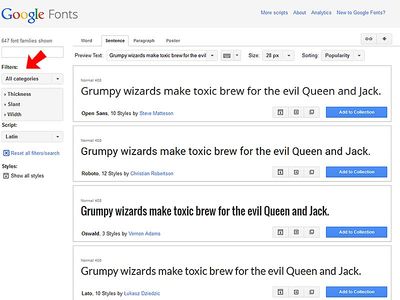 Google Fonts
More scripts About Analytics New to Google Fonts?
647 font families shown
Word Sentence Paragraph Poster
Preview Text: Grumpy wizards make toxic brew for the evil Size: 28 px Sorting: Popularity
Filters:
All categories
Thickness
Slant
Width
Script:
Latin
Reset all filters/search
Styles:
Show all styles
Normal 400
Grumpy wizards make toxic brew for the evil Queen and Jack.
Open Sans, 10 Styles by Steve Matteson
Add to Collection
Normal 400
Grumpy wizards make toxic brew for the evil Queen and Jack.
Roboto, 12 Styles by Christian Robertson
Add to Collection
Normal 400
Grumpy wizards make toxic brew for the evil Queen and Jack.
Oswald, 3 Styles by Vernon Adams
Add to Collection
Normal 400
Grumpy wizards make toxic brew for the evil Queen and Jack.
Lato, 10 Styles by Lukasz Dziedzic
Add to Collection